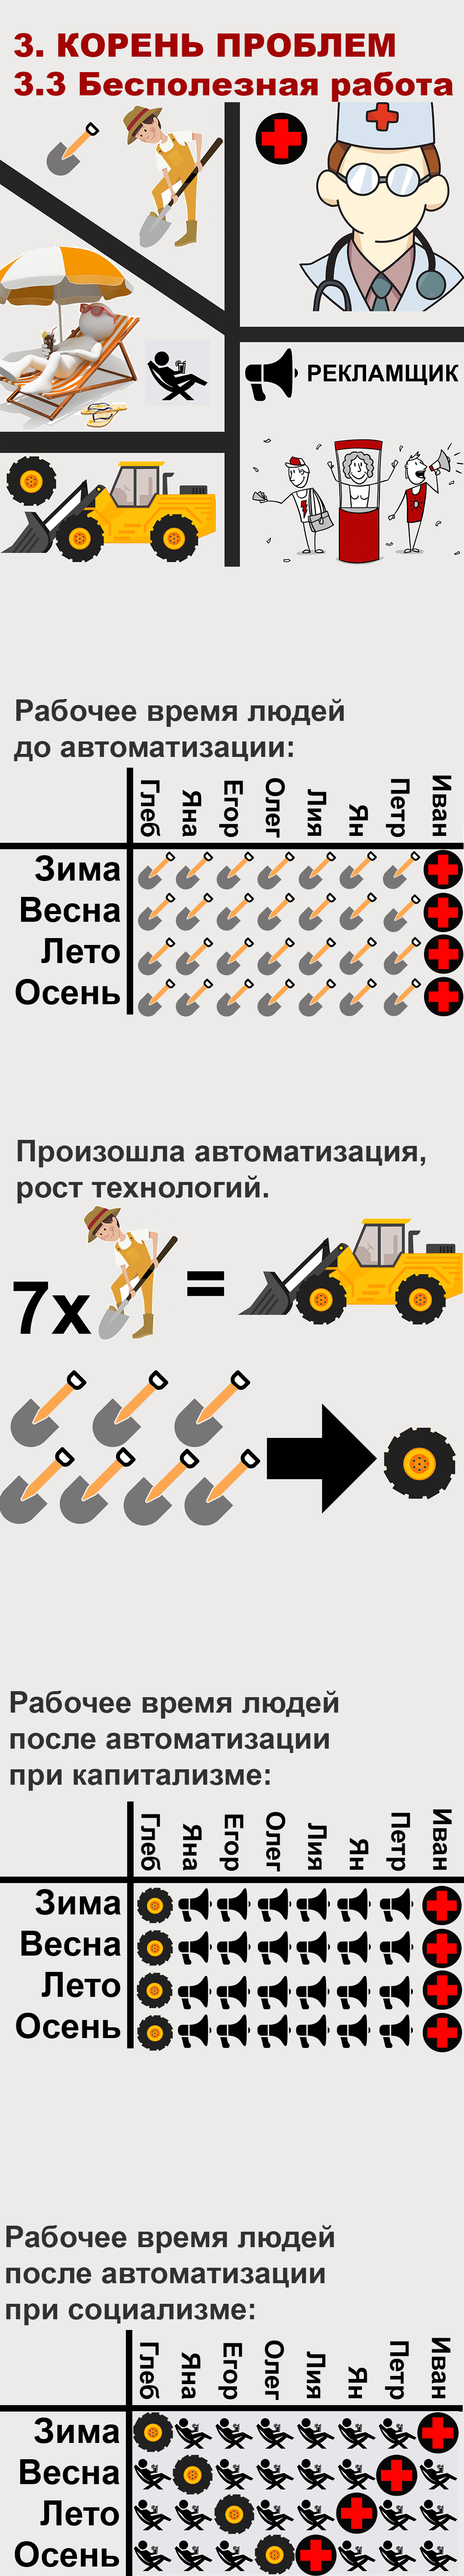 3. КОРЕНЬ ПРОБЛЕМ
3.3 Бесполезная работа
РЕКЛАМЩИК
Рабочее время людей
до автоматизации:
Глеб Яна Егор Олег Лия Ян Петр Иван
Зима
Весна
Лето
Осень
Произошла автоматизация,
рост технологий.
7x =
Рабочее время людей
после автоматизации
при капитализме:
Глеб Яна Егор Олег Лия Ян Петр Иван
Зима
Весна
Лето
Осень
Рабочее время людей
после автоматизации
при социализме:
Глеб Яна Егор Олег Лия Ян Петр Иван
Зима
Весна
Лето
Осень